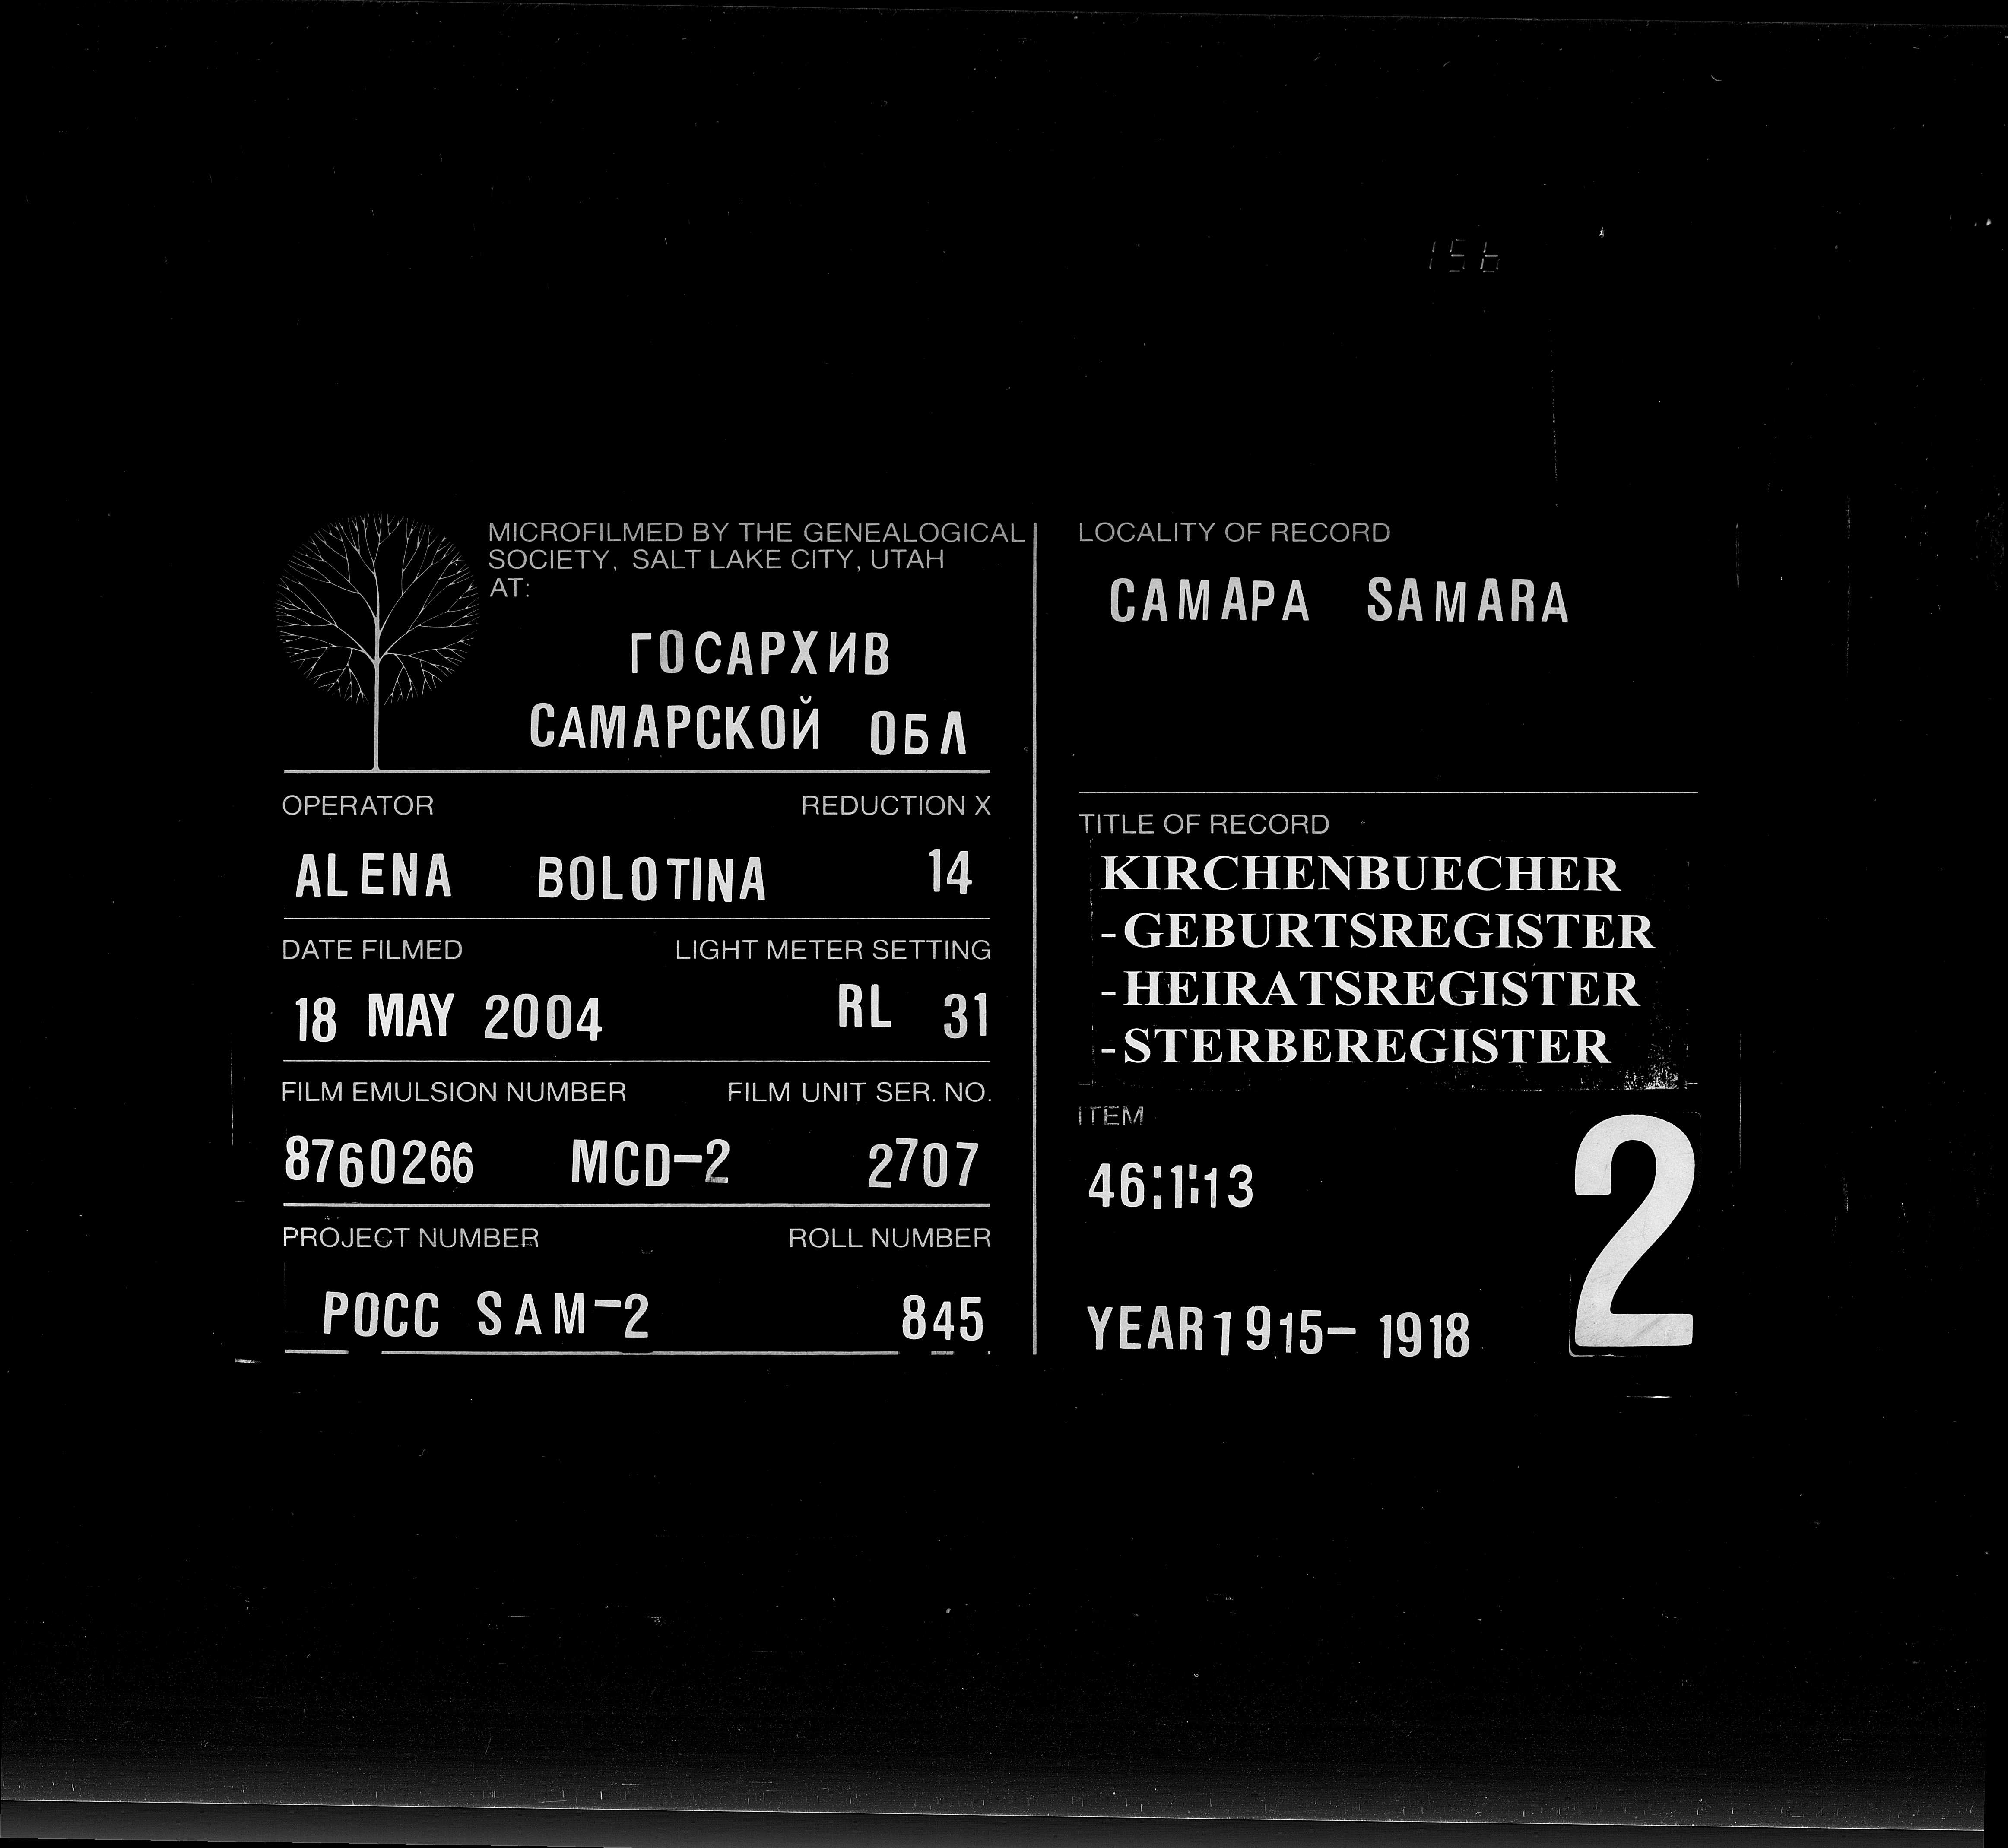 156
MICROFILMED BY THE GENEALOGICAL
SOCIETY, SALT LAKE CITY, UTAH
AT:
ГОСАРХИВ
САМАРСКОЙ ОБЛ
OPERATOR REDUCTION X
ALENA BOLOTINA 14
DATE FILMED LIGHT METER SETTING
18 MAY 2004 RL 31
FILM EMULSION NUMBER FILM UNIT SER. NO.
8760266 MCD-2 2707
PROJECT NUMBER ROLL NUMBER
РОСС SAM-2 845
LOCALITY OF RECORD
САМАРА SAMARA
TITLE OF RECORD
KIRCHENBUECHER
-GEBURTSREGISTER
-HEIRATSREGISTER
-STERBEREGISTER
ITEM
46:1:13
2
YEAR 1915- 1918